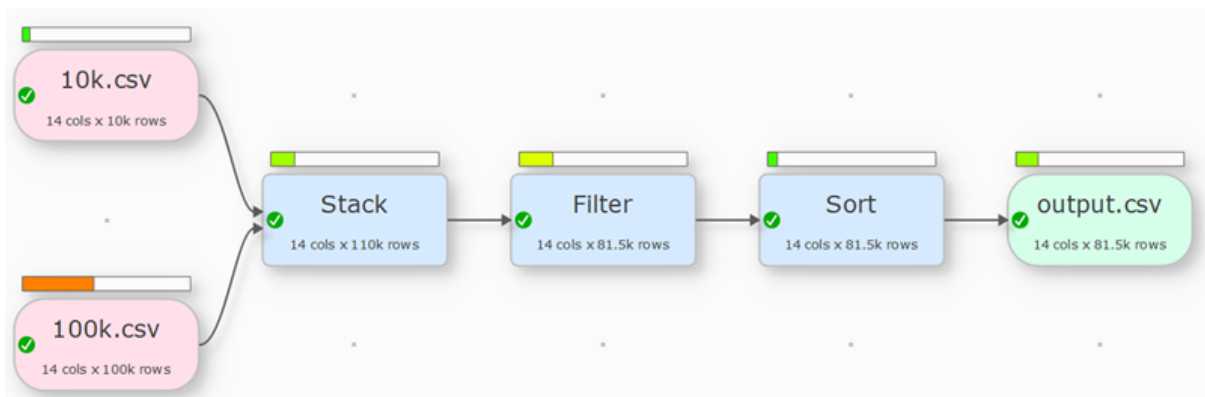 10k.csv
14 cols x 10k rows
Stack
14 cols x 110k rows
Filter
14 cols x 81.5k rows
Sort
14 cols x 81.5k rows
output.csv
14 cols x 81.5k rows
100k.csv
14 cols x 100k rows